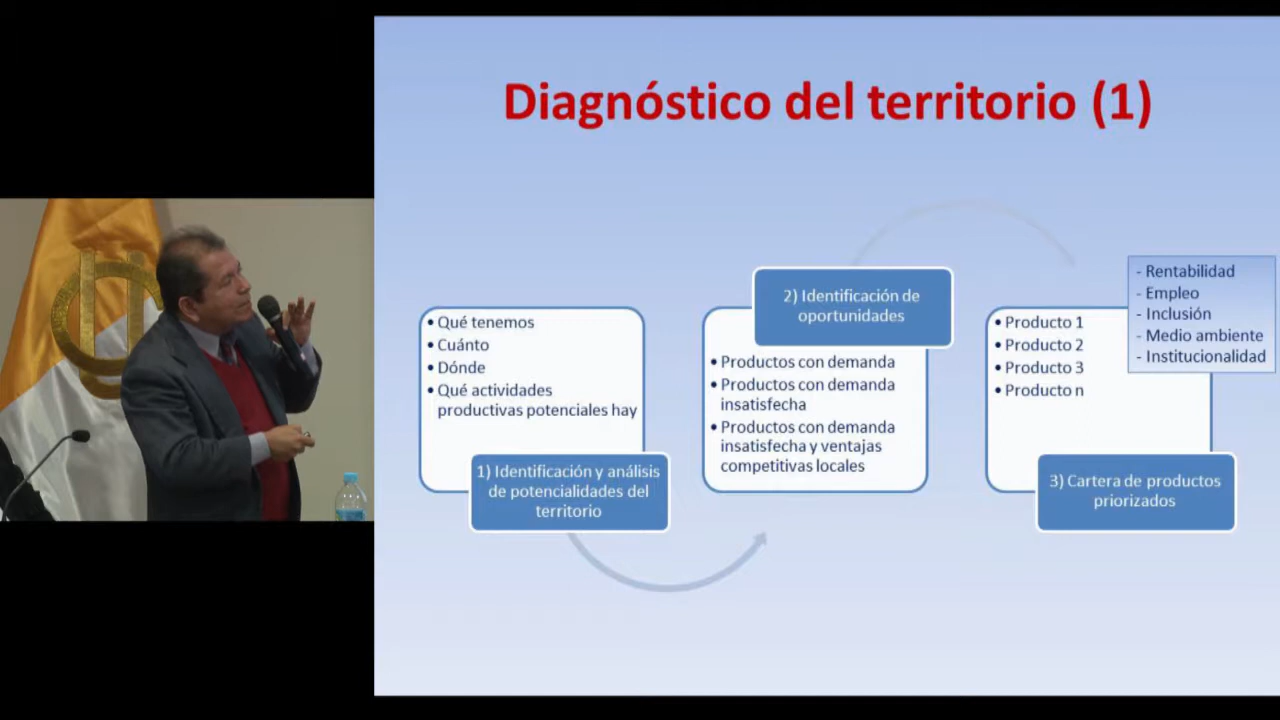 Diagnóstico del territorio (1)
• Qué tenemos
• Cuánto
• Dónde
• Qué actividades
productivas potenciales hay
1) Identificación y análisis
de potencialidades del
territorio
2) Identificación de
oportunidades
• Productos con demanda
• Productos con demanda
insatisfecha
• Productos con demanda
insatisfecha y ventajas
competitivas locales
• Producto 1
• Producto 2
• Producto 3
• Producto n
- Rentabilidad
- Empleo
- Inclusión
- Medio ambiente
- Institucionalidad
3) Cartera de productos
priorizados